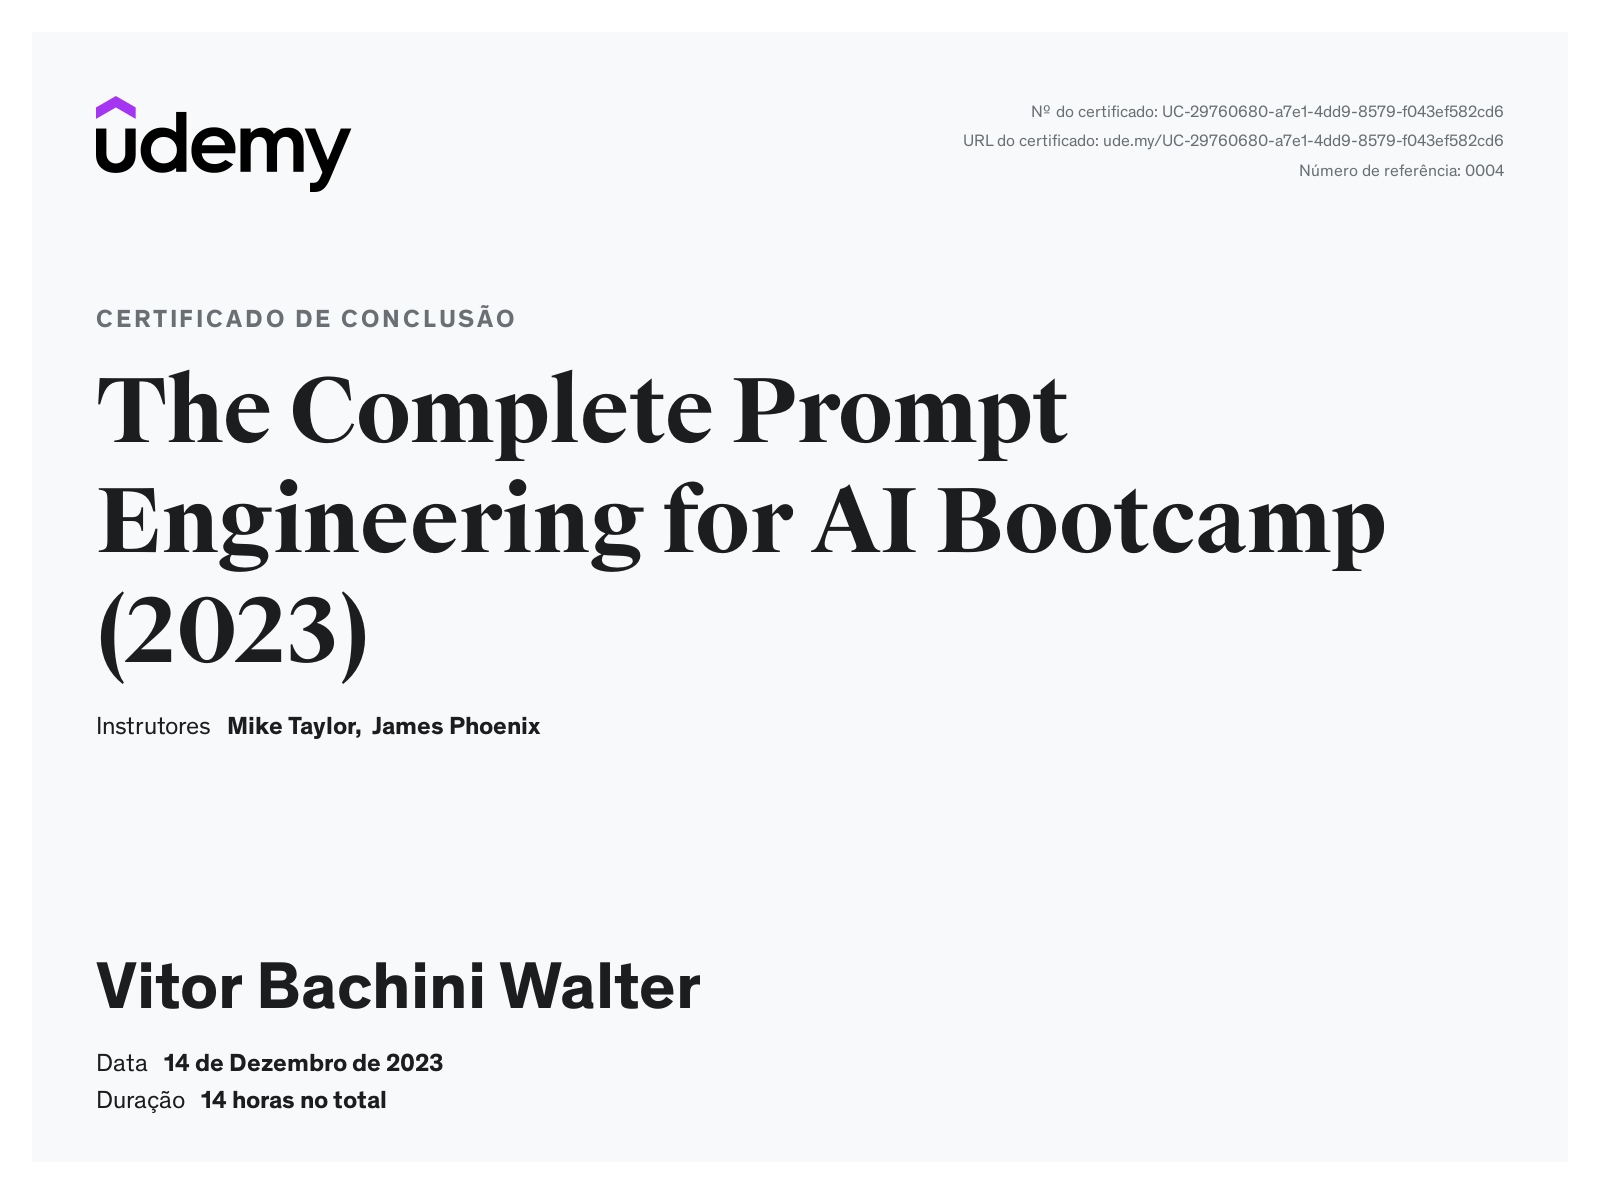 udemy
Nº do certificado: UC-29760680-a7e1-4dd9-8579-f043ef582cd6
URL do certificado: ude.my/UC-29760680-a7e1-4dd9-8579-f043ef582cd6
Número de referência: 0004
CERTIFICADO DE CONCLUSÃO
The Complete Prompt
Engineering for AI Bootcamp
(2023)
Instrutores Mike Taylor, James Phoenix
Vitor Bachini Walter
Data 14 de Dezembro de 2023
Duração 14 horas no total